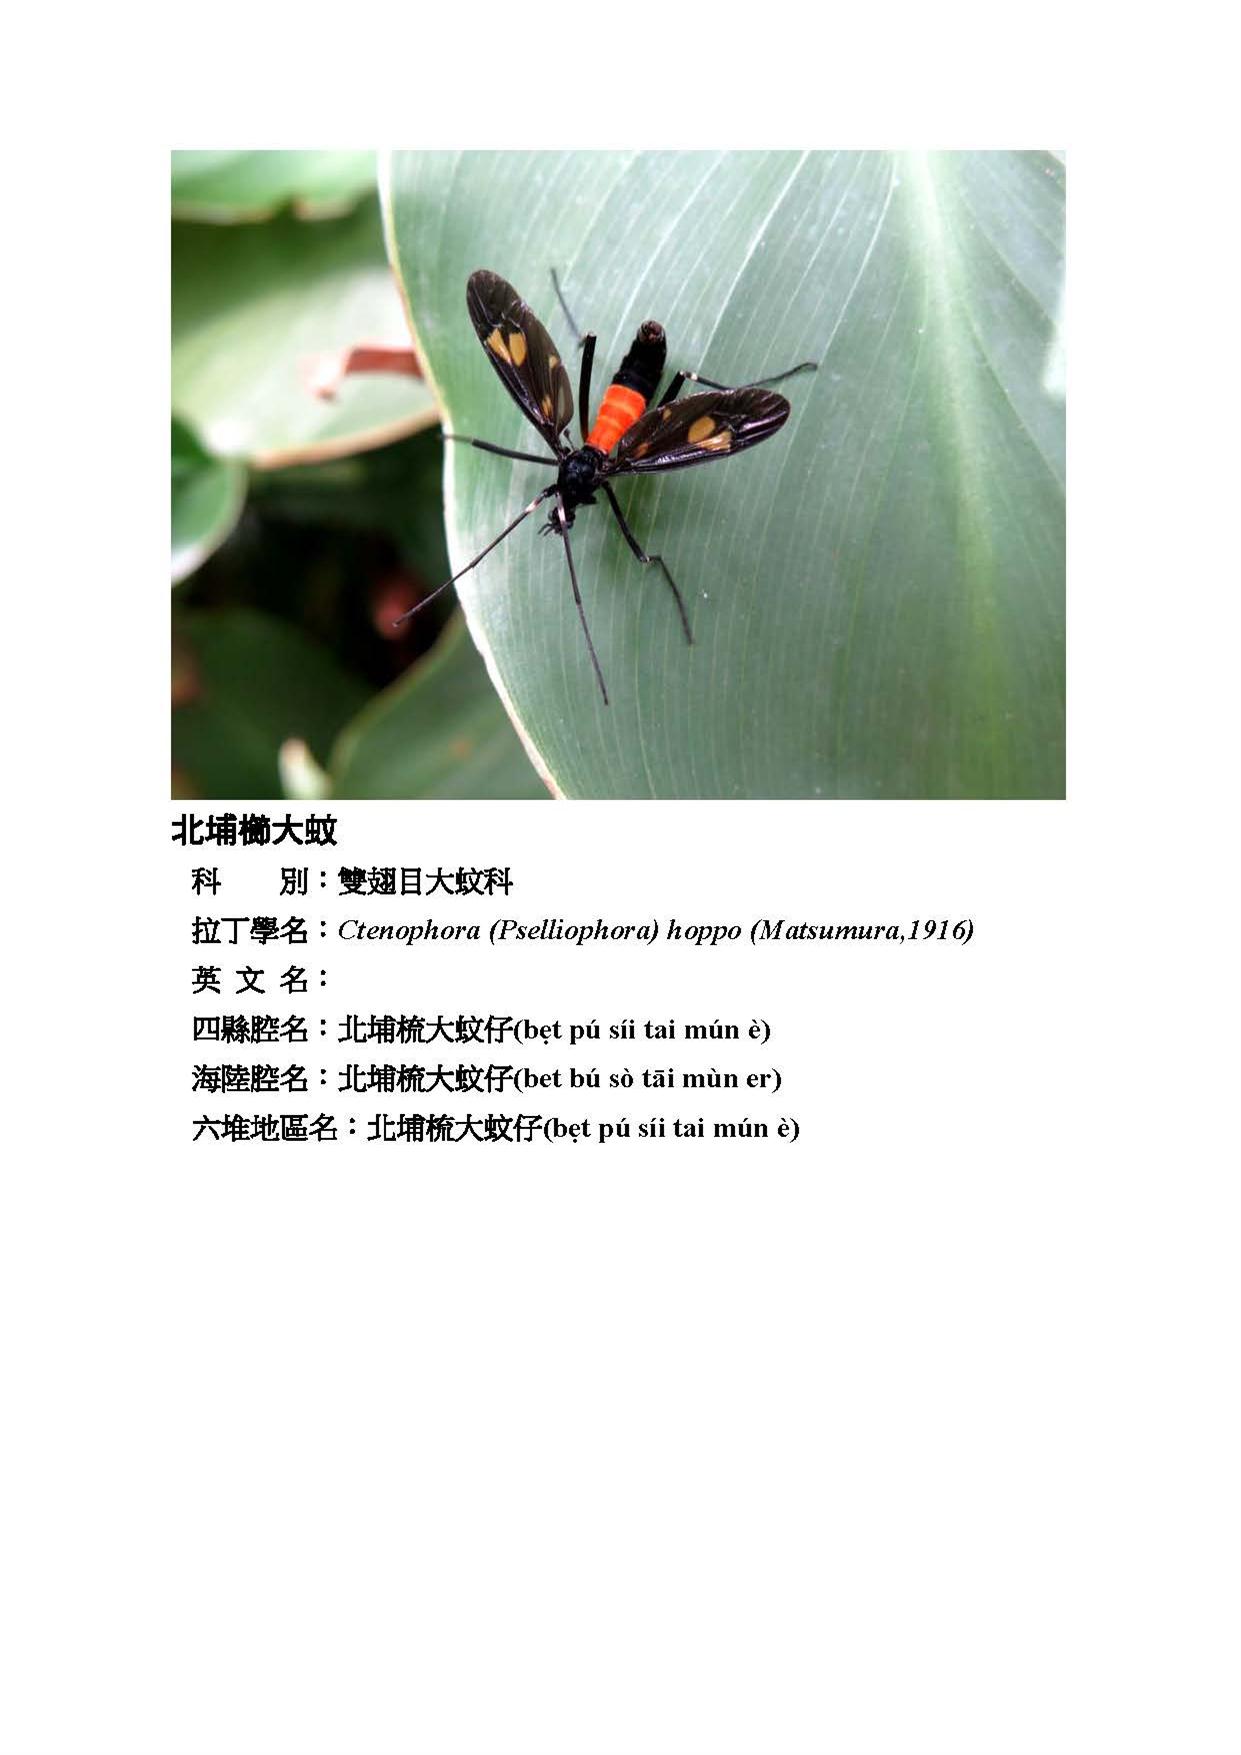 北埔櫛大蚊
科　　別：雙翅目大蚊科
拉丁學名：Ctenophora (Pselliophora) hoppo (Matsumura,1916)
英 文 名：
四縣腔名：北埔梳大蚊仔(bẹt pú síi tai mún è)
海陸腔名：北埔梳大蚊仔(bet bú sò tāi mùn er)
六堆地區名：北埔梳大蚊仔(bẹt pú síi tai mún è)